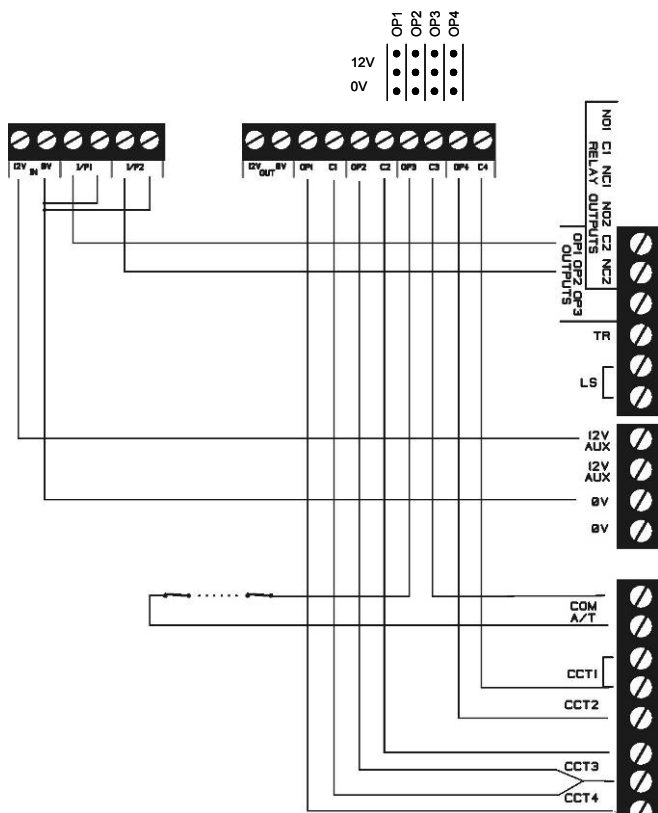 OP1 OP2 OP3 OP4
12V
0V
12V 0V I/P1 I/P2
IN
12V 0V OP1 C1 OP2 C2 OP3 C3 OP4 C4
OUT
NO1 C1 NC1 NO2 C2 NC2
RELAY OUTPUTS
OP1 OP2 OP3
OUTPUTS
TR
LS
12V
AUX
12V
AUX
0V
0V
COM
A/T
CCT1
CCT2
CCT3
CCT4